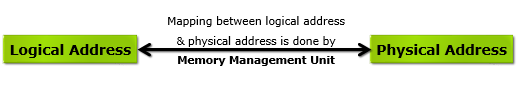 Mapping between logical address
& physical address is done by
Logical Address
Physical Address
Memory Management Unit